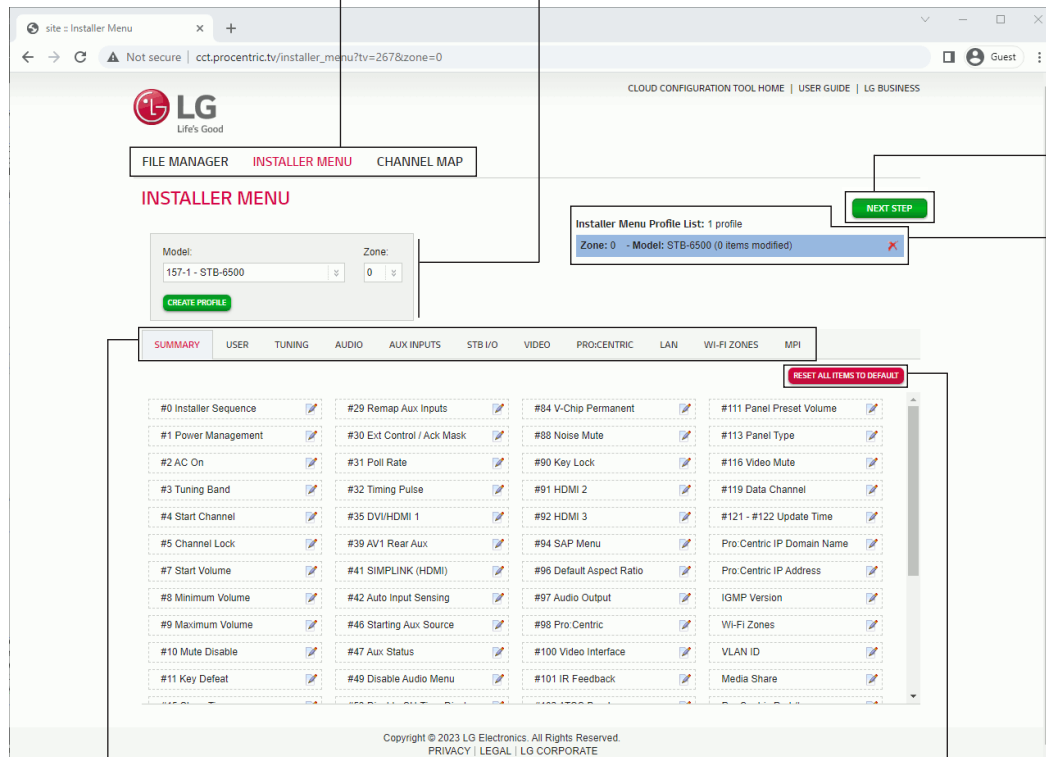 site :: Installer Menu
Guest
Not secure | cct.procentric.tv/installer_menu?tv=267&zone=0
CLOUD CONFIGURATION TOOL HOME | USER GUIDE | LG BUSINESS
LG
Life's Good
FILE MANAGER INSTALLER MENU CHANNEL MAP
INSTALLER MENU
NEXT STEP
Installer Menu Profile List: 1 profile
Zone: 0 - Model: STB-6500 (0 items modified)
Model: Zone:
157-1 - STB-6500 0
CREATE PROFILE
SUMMARY USER TUNING AUDIO AUX INPUTS STB I/O VIDEO PRO:CENTRIC LAN WI-FI ZONES MPI
RESET ALL ITEMS TO DEFAULT
#0 Installer Sequence #29 Remap Aux Inputs #84 V-Chip Permanent #111 Panel Preset Volume
#1 Power Management #30 Ext Control / Ack Mask #88 Noise Mute #113 Panel Type
#2 AC On #31 Poll Rate #90 Key Lock #116 Video Mute
#3 Tuning Band #32 Timing Pulse #91 HDMI 2 #119 Data Channel
#4 Start Channel #35 DVI/HDMI 1 #92 HDMI 3 #121 - #122 Update Time
#5 Channel Lock #39 AV1 Rear Aux #94 SAP Menu Pro:Centric IP Domain Name
#7 Start Volume #41 SIMPLINK (HDMI) #96 Default Aspect Ratio Pro:Centric IP Address
#8 Minimum Volume #42 Auto Input Sensing #97 Audio Output IGMP Version
#9 Maximum Volume #46 Starting Aux Source #98 Pro:Centric Wi-Fi Zones
#10 Mute Disable #47 Aux Status #100 Video Interface VLAN ID
#11 Key Defeat #49 Disable Audio Menu #101 IR Feedback Media Share
Copyright © 2023 LG Electronics. All Rights Reserved.
PRIVACY | LEGAL | LG CORPORATE